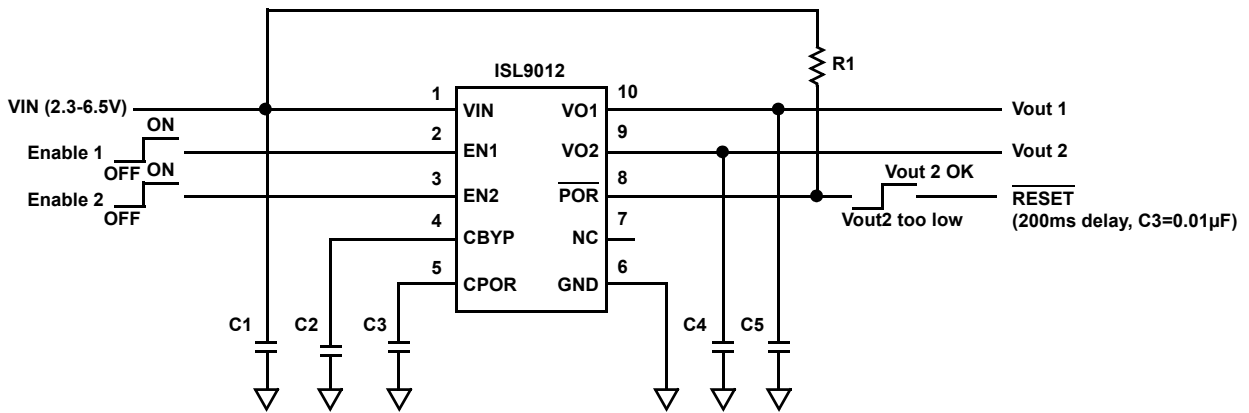 ISL9012
R1
VIN (2.3-6.5V)
1
VIN
VO1
10
Vout 1
ON
Enable 1
OFF
2
EN1
VO2
9
Vout 2
ON
Enable 2
OFF
3
EN2
POR
8
Vout 2 OK
Vout2 too low
RESET
(200ms delay, C3=0.01µF)
4
CBYP
NC
7
5
CPOR
GND
6
C1
C2
C3
C4
C5